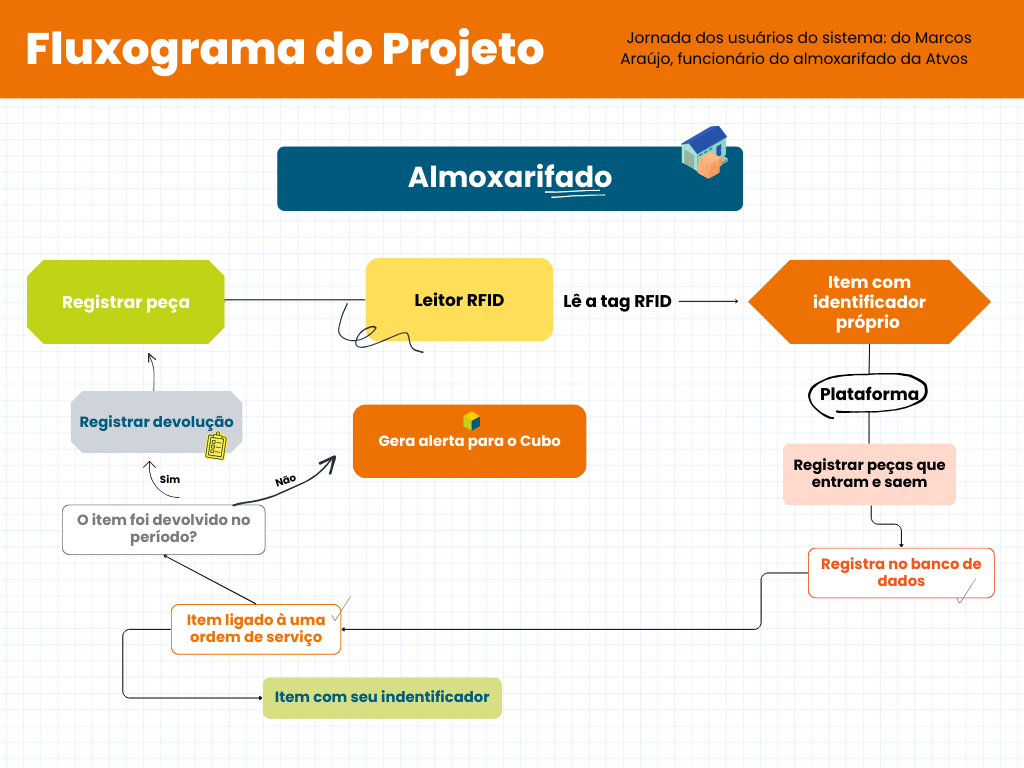 Fluxograma do Projeto
Jornada dos usuários do sistema: do Marcos
Araújo, funcionário do almoxarifado da Atvos
Almoxarifado
Registrar peça
Leitor RFID
Lê a tag RFID
Item com
identificador
próprio
Plataforma
Registrar devolução
Gera alerta para o Cubo
Registrar peças que
entram e saem
Sim
Não
O item foi devolvido no
período?
Registra no banco de
dados
Item ligado à uma
ordem de serviço
Item com seu indentificador